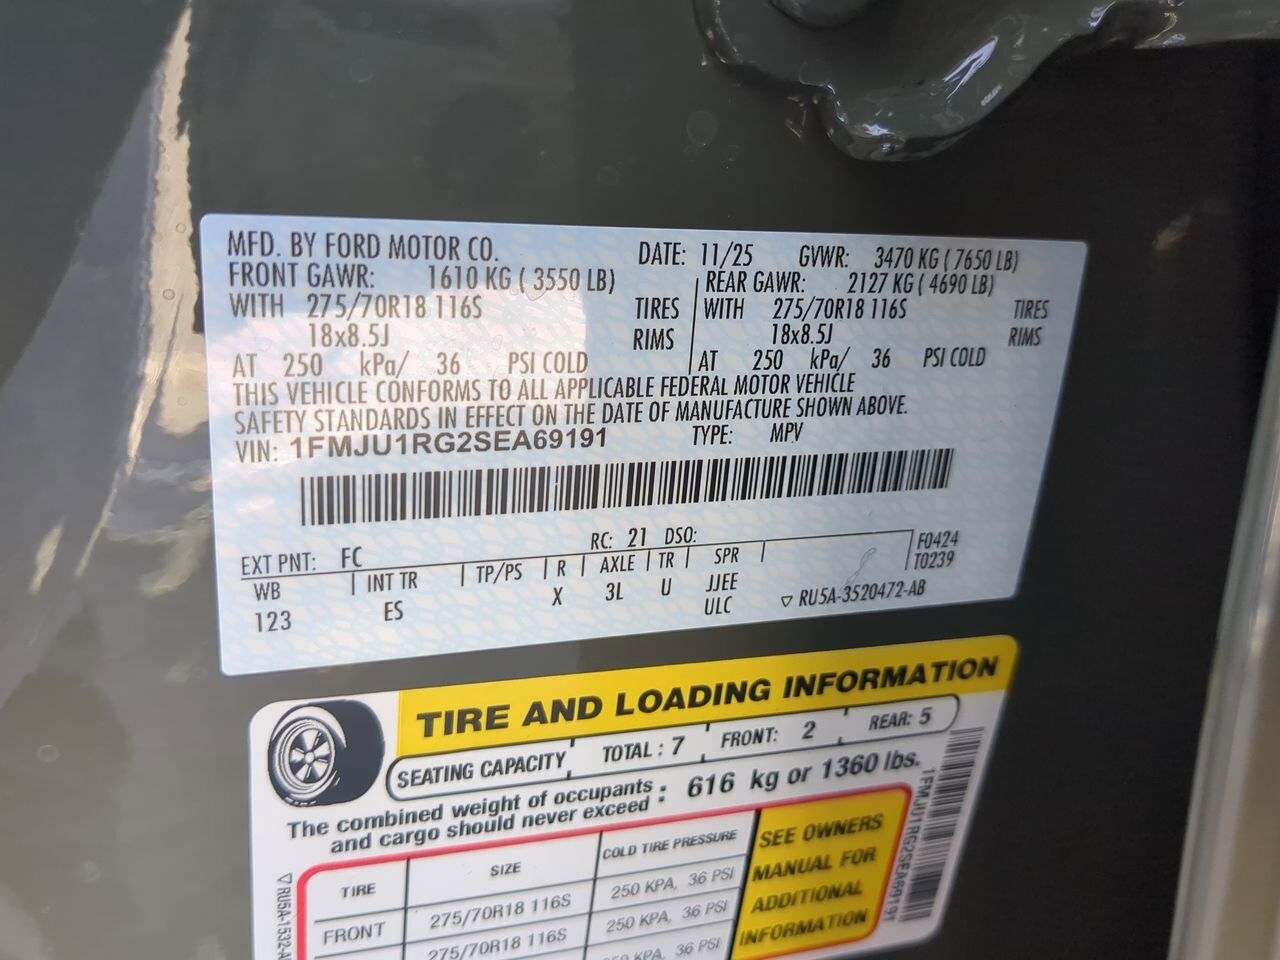 MFD. BY FORD MOTOR CO. DATE: 11/25 GVWR: 3470 KG ( 7650 LB)
FRONT GAWR: 1610 KG ( 3550 LB) REAR GAWR: 2127 KG ( 4690 LB)
WITH 275/70R18 116S TIRES WITH 275/70R18 116S TIRES
18x8.5J RIMS 18x8.5J RIMS
AT 250 kPa/ 36 PSI COLD AT 250 kPa/ 36 PSI COLD
THIS VEHICLE CONFORMS TO ALL APPLICABLE FEDERAL MOTOR VEHICLE
SAFETY STANDARDS IN EFFECT ON THE DATE OF MANUFACTURE SHOWN ABOVE.
VIN: 1FMJU1RG2SEA69191 TYPE: MPV
EXT PNT: FC RC: 21 DSO: F0424
WB INT TR TP/PS R AXLE TR SPR T0239
123 ES X 3L U JJEE
ULC ▽ RU5A-3520472-AB
TIRE AND LOADING INFORMATION
SEATING CAPACITY TOTAL : 7 FRONT: 2 REAR: 5
The combined weight of occupants
and cargo should never exceed : 616 kg or 1360 lbs.
TIRE SIZE COLD TIRE PRESSURE
FRONT 275/70R18 116S 250 KPA, 36 PSI
275/70R18 116S 250 KPA, 36 PSI
36 PSI
SEE OWNERS
MANUAL FOR
ADDITIONAL
INFORMATION
1FMJU1RG2SEA69191
▽ RU5A-1532-A